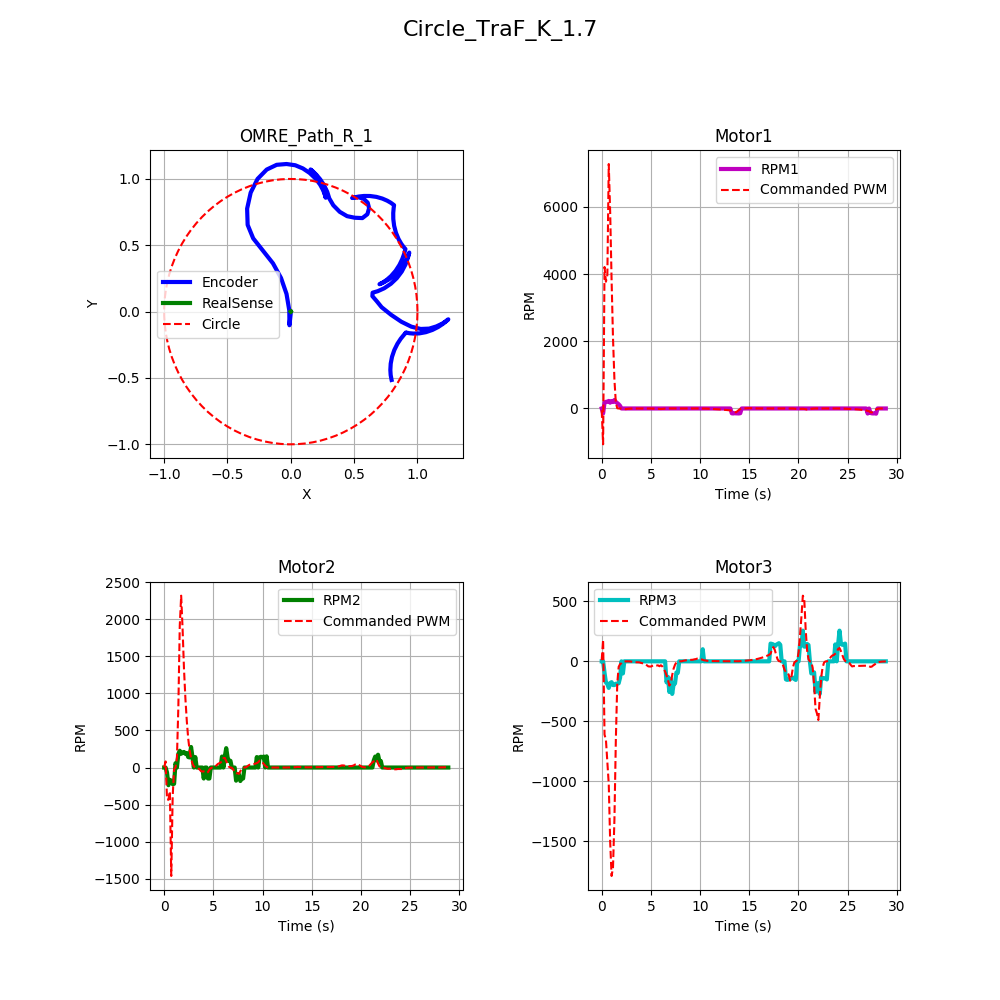 Circle_TraF_K_1.7
OMRE_Path_R_1
1.0
0.5
0.0
−0.5
−1.0
Y
Encoder
RealSense
Circle
−1.0
−0.5
0.0
0.5
1.0
X
Motor1
6000
4000
2000
0
RPM
RPM1
Commanded PWM
0
5
10
15
20
25
30
Time (s)
Motor2
2500
2000
1500
1000
500
0
−500
−1000
−1500
RPM
RPM2
Commanded PWM
0
5
10
15
20
25
30
Time (s)
Motor3
500
0
−500
−1000
−1500
RPM
RPM3
Commanded PWM
0
5
10
15
20
25
30
Time (s)